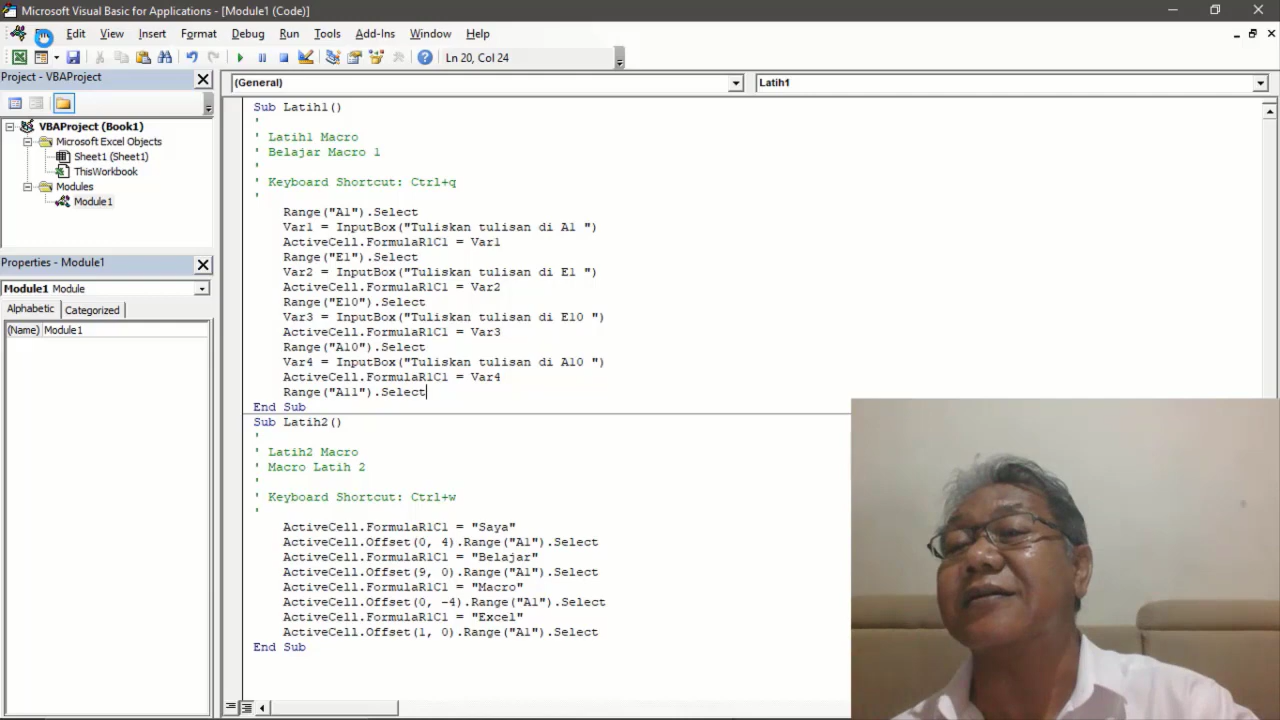 Microsoft Visual Basic for Applications - [Module1 (Code)]
Edit View Insert Format Debug Run Tools Add-Ins Window Help
Ln 20, Col 24
Project - VBAProject
(General) Latih1
VBAProject (Book1)
Microsoft Excel Objects
Sheet1 (Sheet1)
ThisWorkbook
Modules
Module1
Properties - Module1
Module1 Module
Alphabetic Categorized
(Name) Module1
Sub Latih1()
'
' Latih1 Macro
' Belajar Macro 1
'
' Keyboard Shortcut: Ctrl+q
'
Range("A1").Select
Var1 = InputBox("Tuliskan tulisan di A1 ")
ActiveCell.FormulaR1C1 = Var1
Range("E1").Select
Var2 = InputBox("Tuliskan tulisan di E1 ")
ActiveCell.FormulaR1C1 = Var2
Range("E10").Select
Var3 = InputBox("Tuliskan tulisan di E10 ")
ActiveCell.FormulaR1C1 = Var3
Range("A10").Select
Var4 = InputBox("Tuliskan tulisan di A10 ")
ActiveCell.FormulaR1C1 = Var4
Range("A11").Select
End Sub
Sub Latih2()
'
' Latih2 Macro
' Macro Latih 2
'
' Keyboard Shortcut: Ctrl+w
'
ActiveCell.FormulaR1C1 = "Saya"
ActiveCell.Offset(0, 4).Range("A1").Select
ActiveCell.FormulaR1C1 = "Belajar"
ActiveCell.Offset(9, 0).Range("A1").Select
ActiveCell.FormulaR1C1 = "Macro"
ActiveCell.Offset(0, -4).Range("A1").Select
ActiveCell.FormulaR1C1 = "Excel"
ActiveCell.Offset(1, 0).Range("A1").Select
End Sub